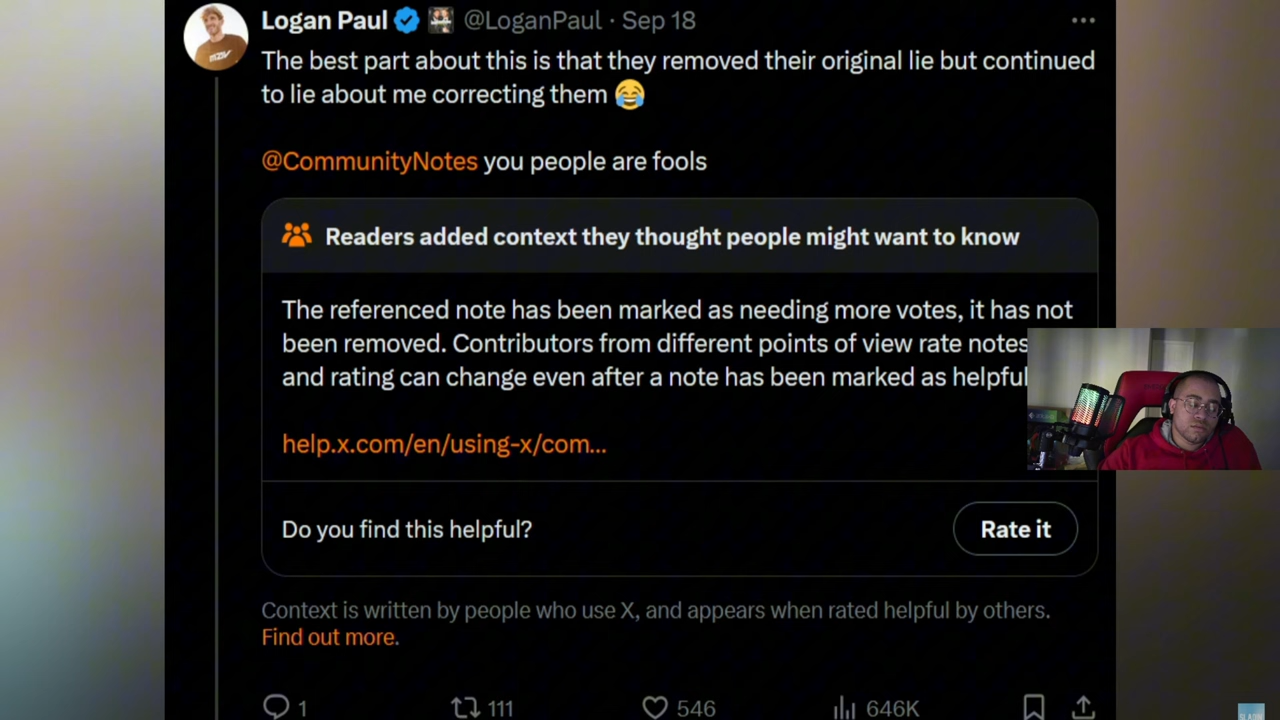 Logan Paul @LoganPaul · Sep 18
The best part about this is that they removed their original lie but continued
to lie about me correcting them 😂
@CommunityNotes you people are fools
Readers added context they thought people might want to know
The referenced note has been marked as needing more votes, it has not
been removed. Contributors from different points of view rate notes
and rating can change even after a note has been marked as helpful
help.x.com/en/using-x/com...
Do you find this helpful?
Rate it
Context is written by people who use X, and appears when rated helpful by others.
Find out more.
1 111 546 646K